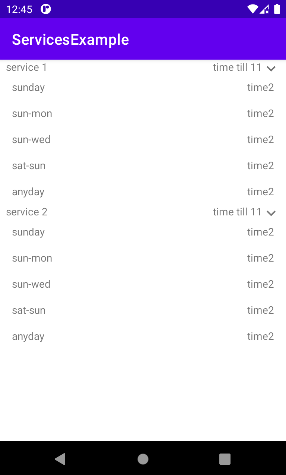 12:45
ServicesExample
service 1 time till 11
sunday time2
sun-mon time2
sun-wed time2
sat-sun time2
anyday time2
service 2 time till 11
sunday time2
sun-mon time2
sun-wed time2
sat-sun time2
anyday time2